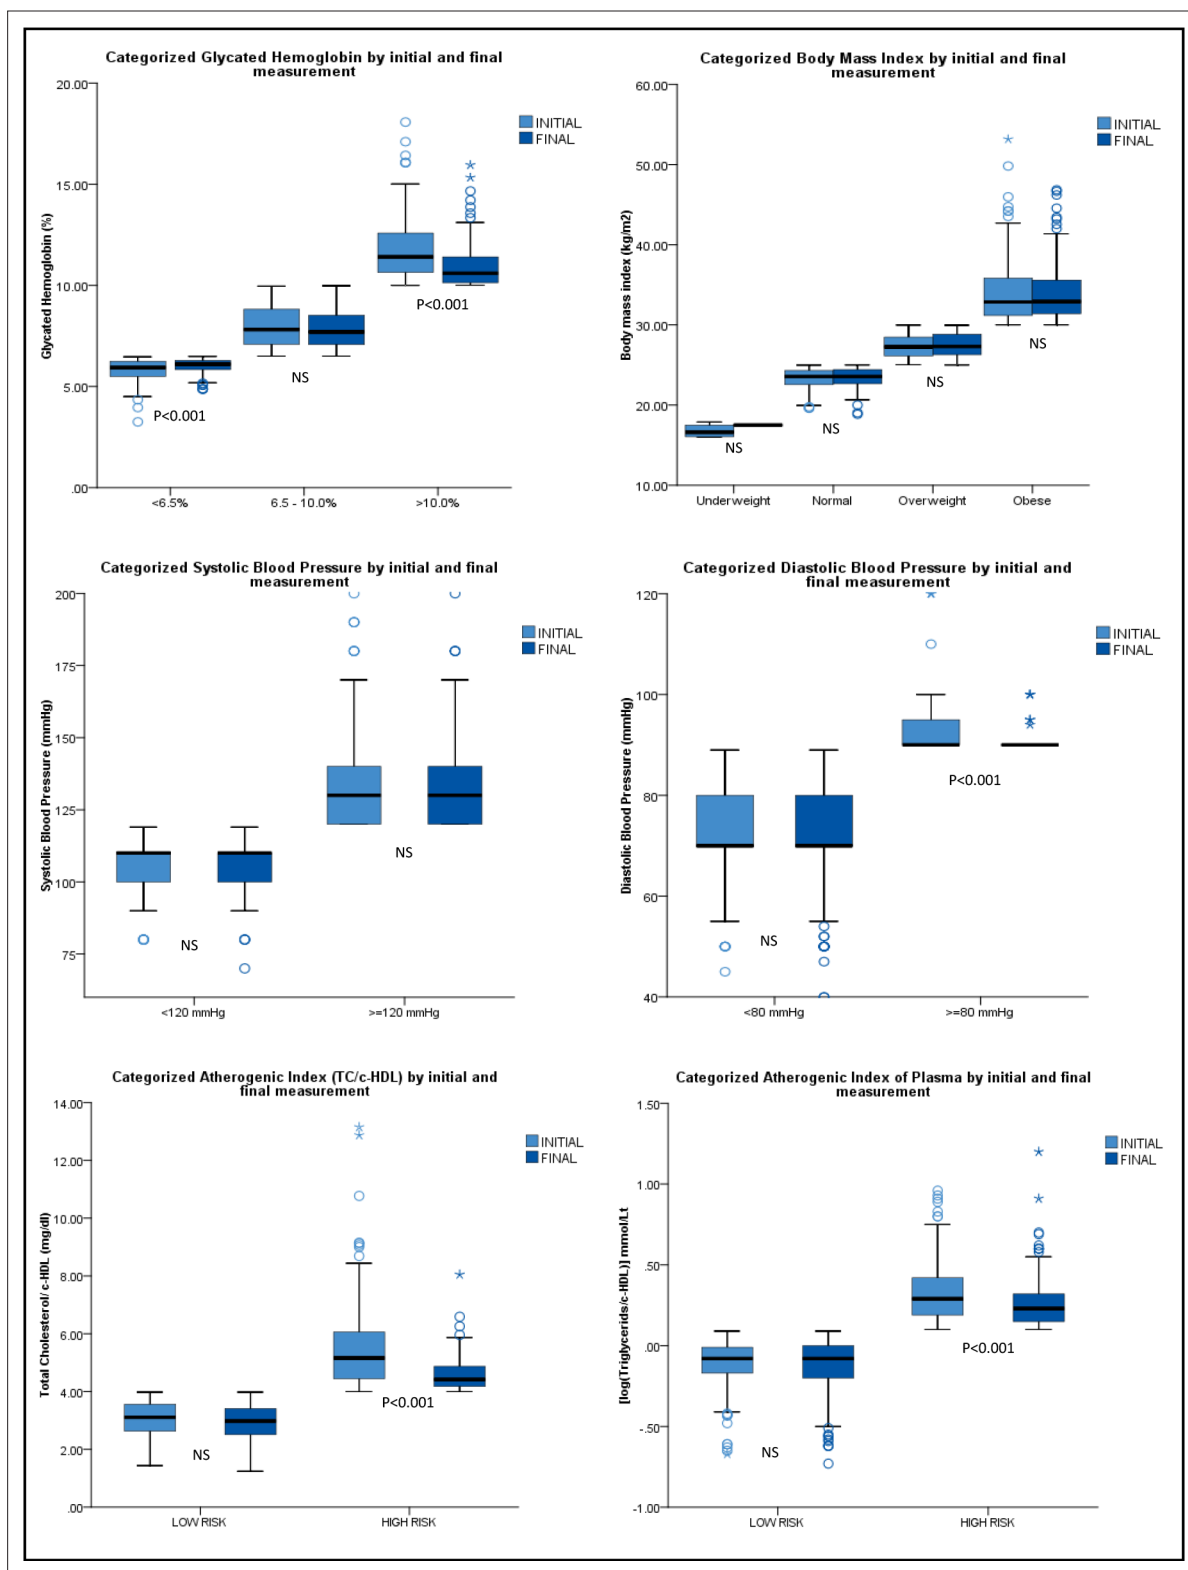 Categorized Glycated Hemoglobin by initial and final
measurement
20.00
15.00
10.00
5.00
.00
Glycated Hemoglobin (%)
INITIAL
FINAL
P<0.001
NS
P<0.001
<6.5%
6.5 - 10.0%
>10.0%
Categorized Body Mass Index by initial and final
measurement
60.00
50.00
40.00
30.00
20.00
10.00
Body mass index (kg/m2)
INITIAL
FINAL
NS
NS
NS
NS
Underweight
Normal
Overweight
Obese
Categorized Systolic Blood Pressure by initial and final
measurement
200
175
150
125
100
75
Systolic Blood Pressure (mmHg)
INITIAL
FINAL
NS
NS
<120 mmHg
>=120 mmHg
Categorized Diastolic Blood Pressure by initial and
final measurement
120
100
80
60
40
Diastolic Blood Pressure (mmHg)
INITIAL
FINAL
P<0.001
NS
<80 mmHg
>=80 mmHg
Categorized Atherogenic Index (TC/c-HDL) by initial and
final measurement
14.00
12.00
10.00
8.00
6.00
4.00
2.00
.00
Total Cholesterol/ c-HDL (mg/dl)
INITIAL
FINAL
P<0.001
NS
LOW RISK
HIGH RISK
Categorized Atherogenic Index of Plasma by initial and final
measurement
1.50
1.00
.50
.00
-.50
-1.00
[log(Triglycerids/c-HDL)] mmol/Lt
INITIAL
FINAL
P<0.001
NS
LOW RISK
HIGH RISK